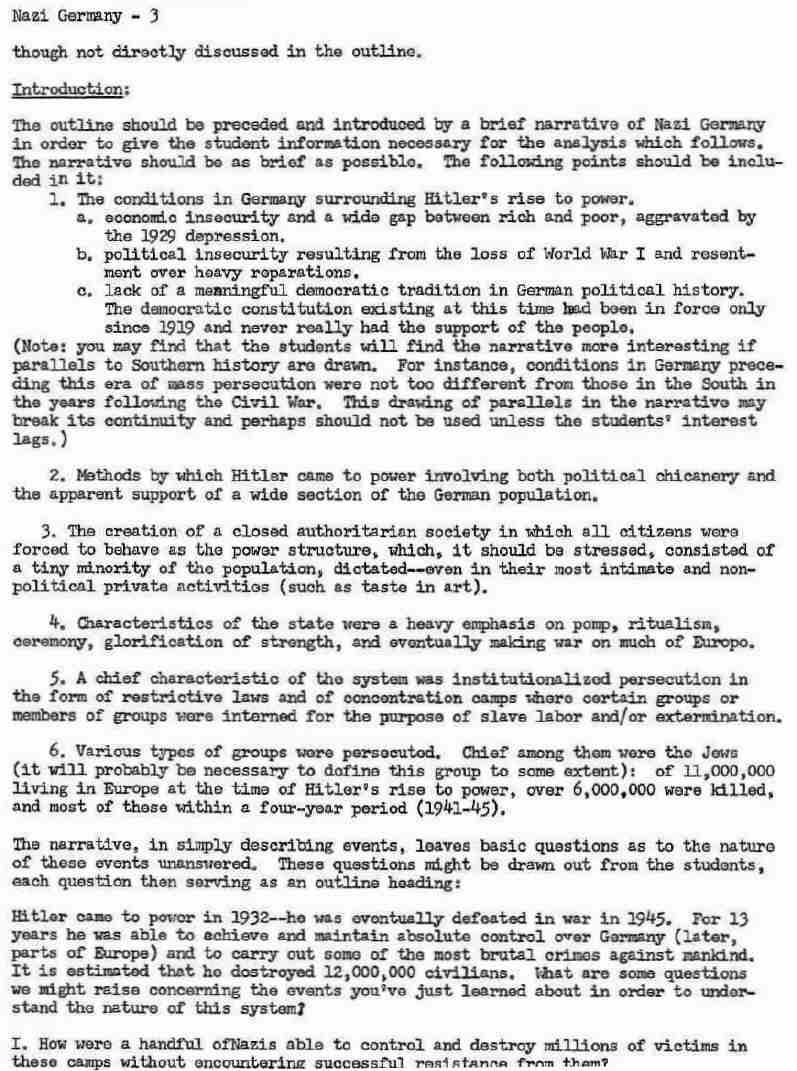 Nazi Germany - 3
though not directly discussed in the outline.
Introduction:
The outline should be preceded and introduced by a brief narrative of Nazi Germany
in order to give the student information necessary for the analysis which follows.
The narrative should be as brief as possible. The following points should be inclu-
ded in it:
1. The conditions in Germany surrounding Hitler's rise to power.
a. economic insecurity and a wide gap between rich and poor, aggravated by
the 1929 depression.
b. political insecurity resulting from the loss of World War I and resent-
ment over heavy reparations.
c. lack of a meaningful democratic tradition in German political history.
The democratic constitution existing at this time had been in force only
since 1919 and never really had the support of the people.
(Note: you may find that the students will find the narrative more interesting if
parallels to Southern history are drawn. For instance, conditions in Germany prece-
ding this era of mass persecution were not too different from those in the South in
the years following the Civil War. This drawing of parallels in the narrative may
break its continuity and perhaps should not be used unless the students' interest
lags.)
2. Methods by which Hitler came to power involving both political chicanery and
the apparent support of a wide section of the German population.
3. The creation of a closed authoritarian society in which all citizens were
forced to behave as the power structure, which, it should be stressed, consisted of
a tiny minority of the population, dictated--even in their most intimate and non-
political private activities (such as taste in art).
4. Characteristics of the state were a heavy emphasis on pomp, ritualism,
ceremony, glorification of strength, and eventually making war on much of Europe.
5. A chief characteristic of the system was institutionalized persecution in
the form of restrictive laws and of concentration camps where certain groups or
members of groups were interned for the purpose of slave labor and/or extermination.
6. Various types of groups were persecuted. Chief among them were the Jews
(it will probably be necessary to define this group to some extent): of 11,000,000
living in Europe at the time of Hitler's rise to power, over 6,000,000 were killed,
and most of these within a four-year period (1941-45).
The narrative, in simply describing events, leaves basic questions as to the nature
of these events unanswered. These questions might be drawn out from the students,
each question then serving as an outline heading:
Hitler came to power in 1932--he was eventually defeated in war in 1945. For 13
years he was able to achieve and maintain absolute control over Germany (later,
parts of Europe) and to carry out some of the most brutal crimes against mankind.
It is estimated that he destroyed 12,000,000 civilians. What are some questions
we might raise concerning the events you've just learned about in order to under-
stand the nature of this system?
I. How were a handful ofNazis able to control and destroy millions of victims in
these camps without encountering successful resistance from them?